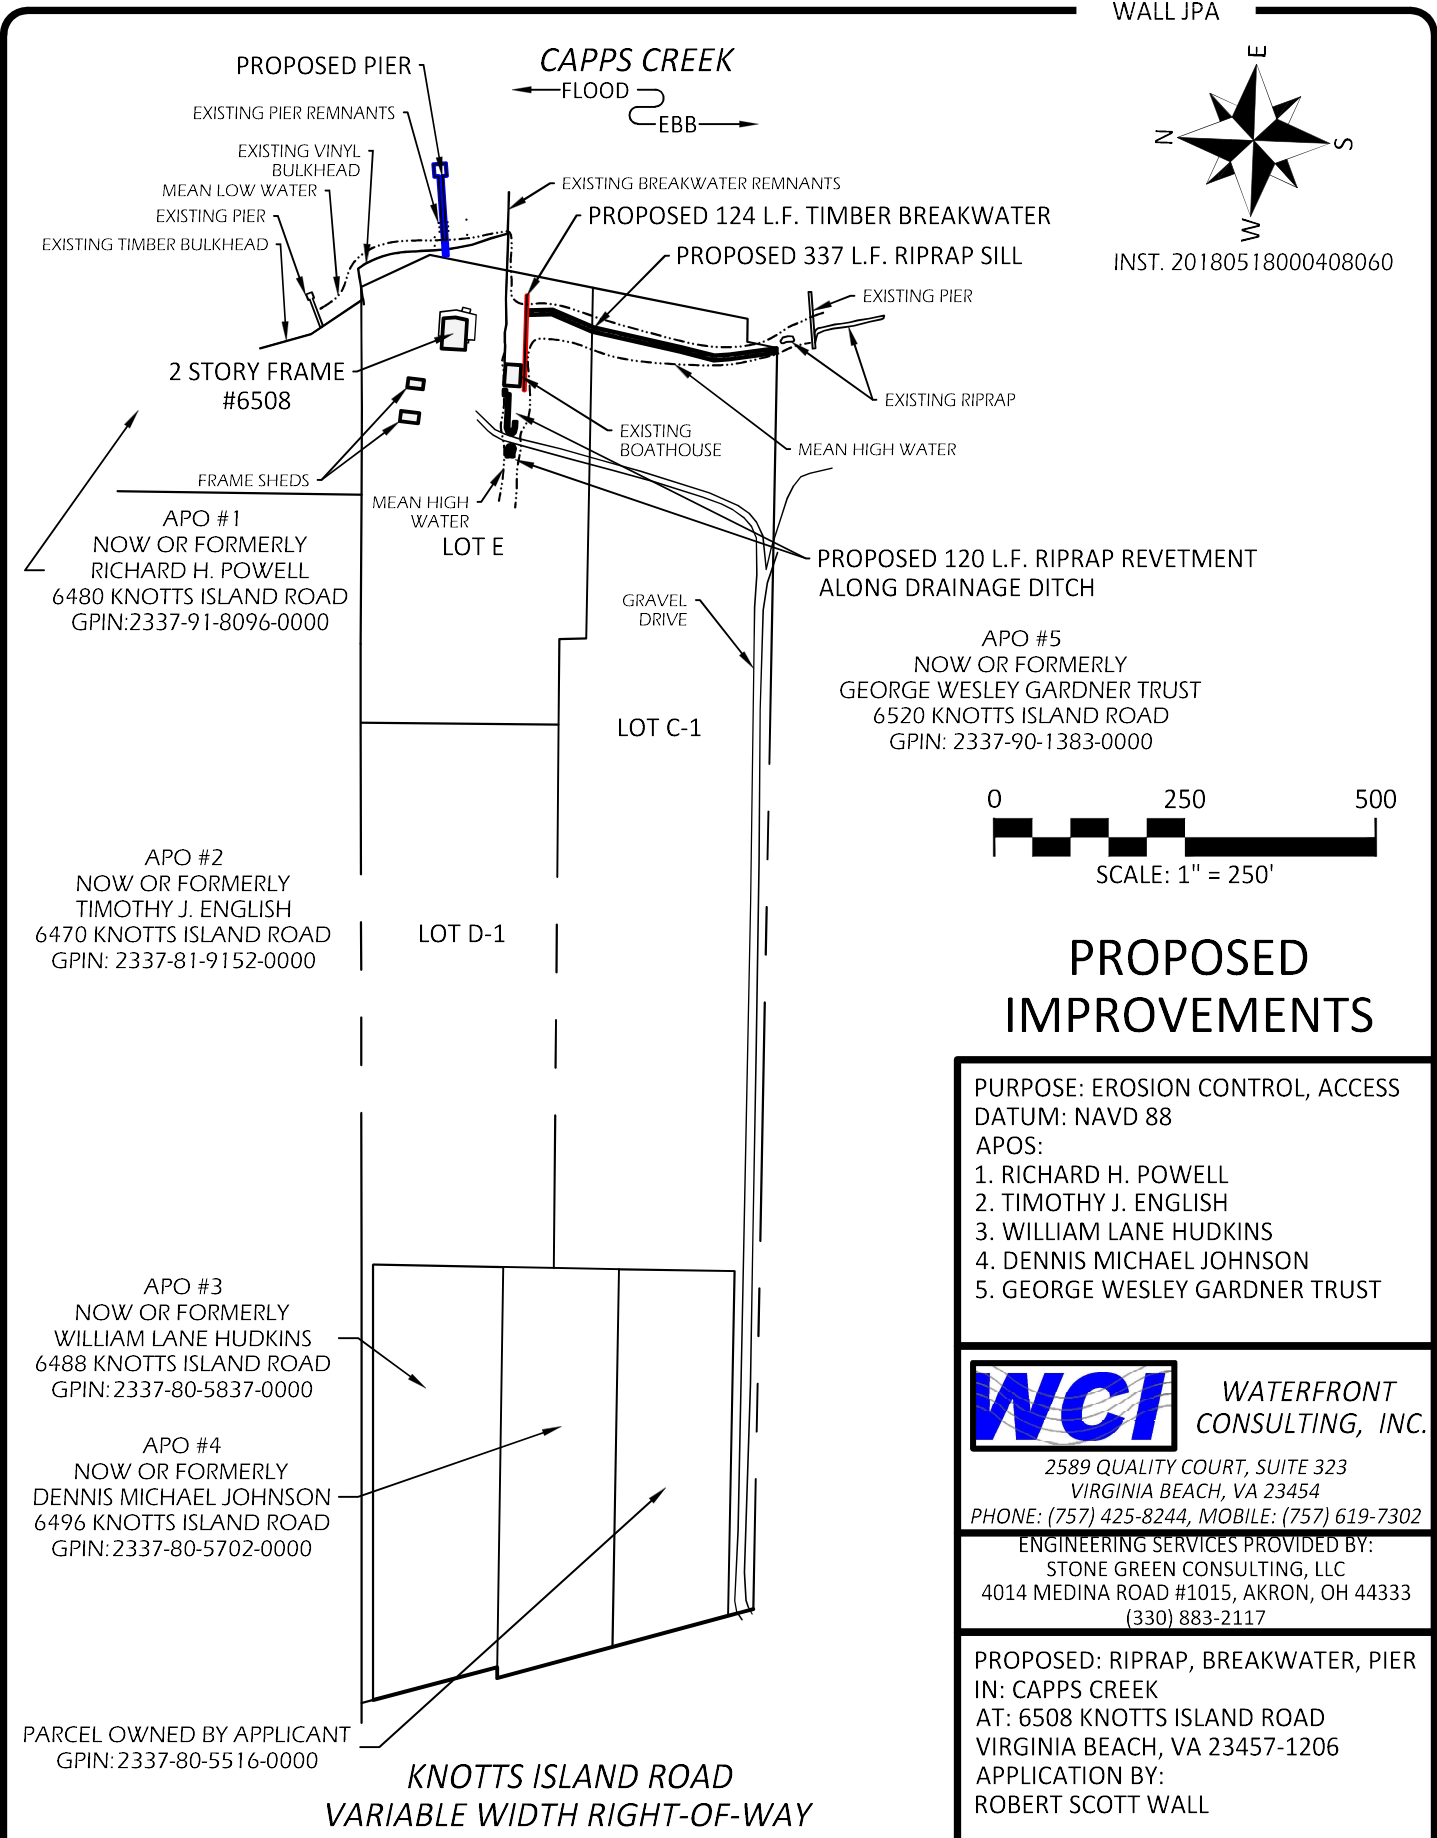 WALL JPA
CAPPS CREEK
FLOOD
EBB
PROPOSED PIER
EXISTING PIER REMNANTS
EXISTING VINYL
BULKHEAD
MEAN LOW WATER
EXISTING PIER
EXISTING TIMBER BULKHEAD
EXISTING BREAKWATER REMNANTS
PROPOSED 124 L.F. TIMBER BREAKWATER
PROPOSED 337 L.F. RIPRAP SILL
EXISTING PIER
EXISTING RIPRAP
MEAN HIGH WATER
E
N
S
W
INST. 20180518000408060
2 STORY FRAME
#6508
FRAME SHEDS
EXISTING
BOATHOUSE
MEAN HIGH
WATER
LOT E
PROPOSED 120 L.F. RIPRAP REVETMENT
ALONG DRAINAGE DITCH
GRAVEL
DRIVE
APO #1
NOW OR FORMERLY
RICHARD H. POWELL
6480 KNOTTS ISLAND ROAD
GPIN:2337-91-8096-0000
APO #5
NOW OR FORMERLY
GEORGE WESLEY GARDNER TRUST
6520 KNOTTS ISLAND ROAD
GPIN: 2337-90-1383-0000
LOT C-1
0 250 500
SCALE: 1" = 250'
APO #2
NOW OR FORMERLY
TIMOTHY J. ENGLISH
6470 KNOTTS ISLAND ROAD
GPIN: 2337-81-9152-0000
LOT D-1
PROPOSED
IMPROVEMENTS
PURPOSE: EROSION CONTROL, ACCESS
DATUM: NAVD 88
APOS:
1. RICHARD H. POWELL
2. TIMOTHY J. ENGLISH
3. WILLIAM LANE HUDKINS
4. DENNIS MICHAEL JOHNSON
5. GEORGE WESLEY GARDNER TRUST
APO #3
NOW OR FORMERLY
WILLIAM LANE HUDKINS
6488 KNOTTS ISLAND ROAD
GPIN:2337-80-5837-0000
APO #4
NOW OR FORMERLY
DENNIS MICHAEL JOHNSON
6496 KNOTTS ISLAND ROAD
GPIN:2337-80-5702-0000
PARCEL OWNED BY APPLICANT
GPIN:2337-80-5516-0000
KNOTTS ISLAND ROAD
VARIABLE WIDTH RIGHT-OF-WAY
WCI
WATERFRONT
CONSULTING, INC.
2589 QUALITY COURT, SUITE 323
VIRGINIA BEACH, VA 23454
PHONE: (757) 425-8244, MOBILE: (757) 619-7302
ENGINEERING SERVICES PROVIDED BY:
STONE GREEN CONSULTING, LLC
4014 MEDINA ROAD #1015, AKRON, OH 44333
(330) 883-2117
PROPOSED: RIPRAP, BREAKWATER, PIER
IN: CAPPS CREEK
AT: 6508 KNOTTS ISLAND ROAD
VIRGINIA BEACH, VA 23457-1206
APPLICATION BY:
ROBERT SCOTT WALL